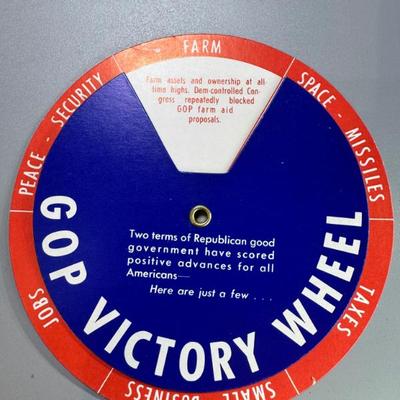 FARM
Farm assets and ownership at all-
time highs. Dem-controlled Con-
gress repeatedly blocked
GOP farm aid
proposals.
SPACE - MISSILES
TAXES
SMALL BUSINESS
JOBS
PEACE - SECURITY
Two terms of Republican good
government have scored
positive advances for all
Americans—
Here are just a few . . .
GOP VICTORY WHEEL